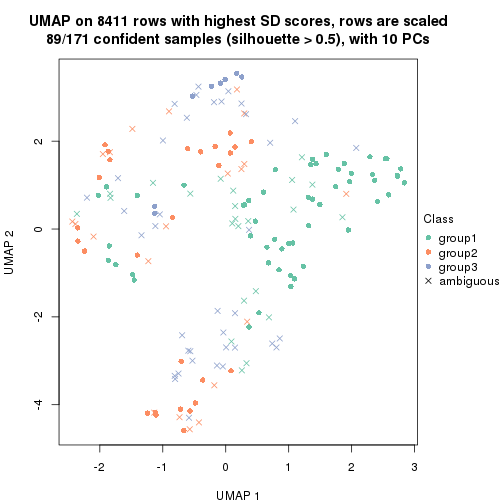 UMAP on 8411 rows with highest SD scores, rows are scaled
89/171 confident samples (silhouette > 0.5), with 10 PCs
2
0
-2
-4
UMAP 2
-2
-1
0
1
2
3
UMAP 1
Class
group1
group2
group3
ambiguous